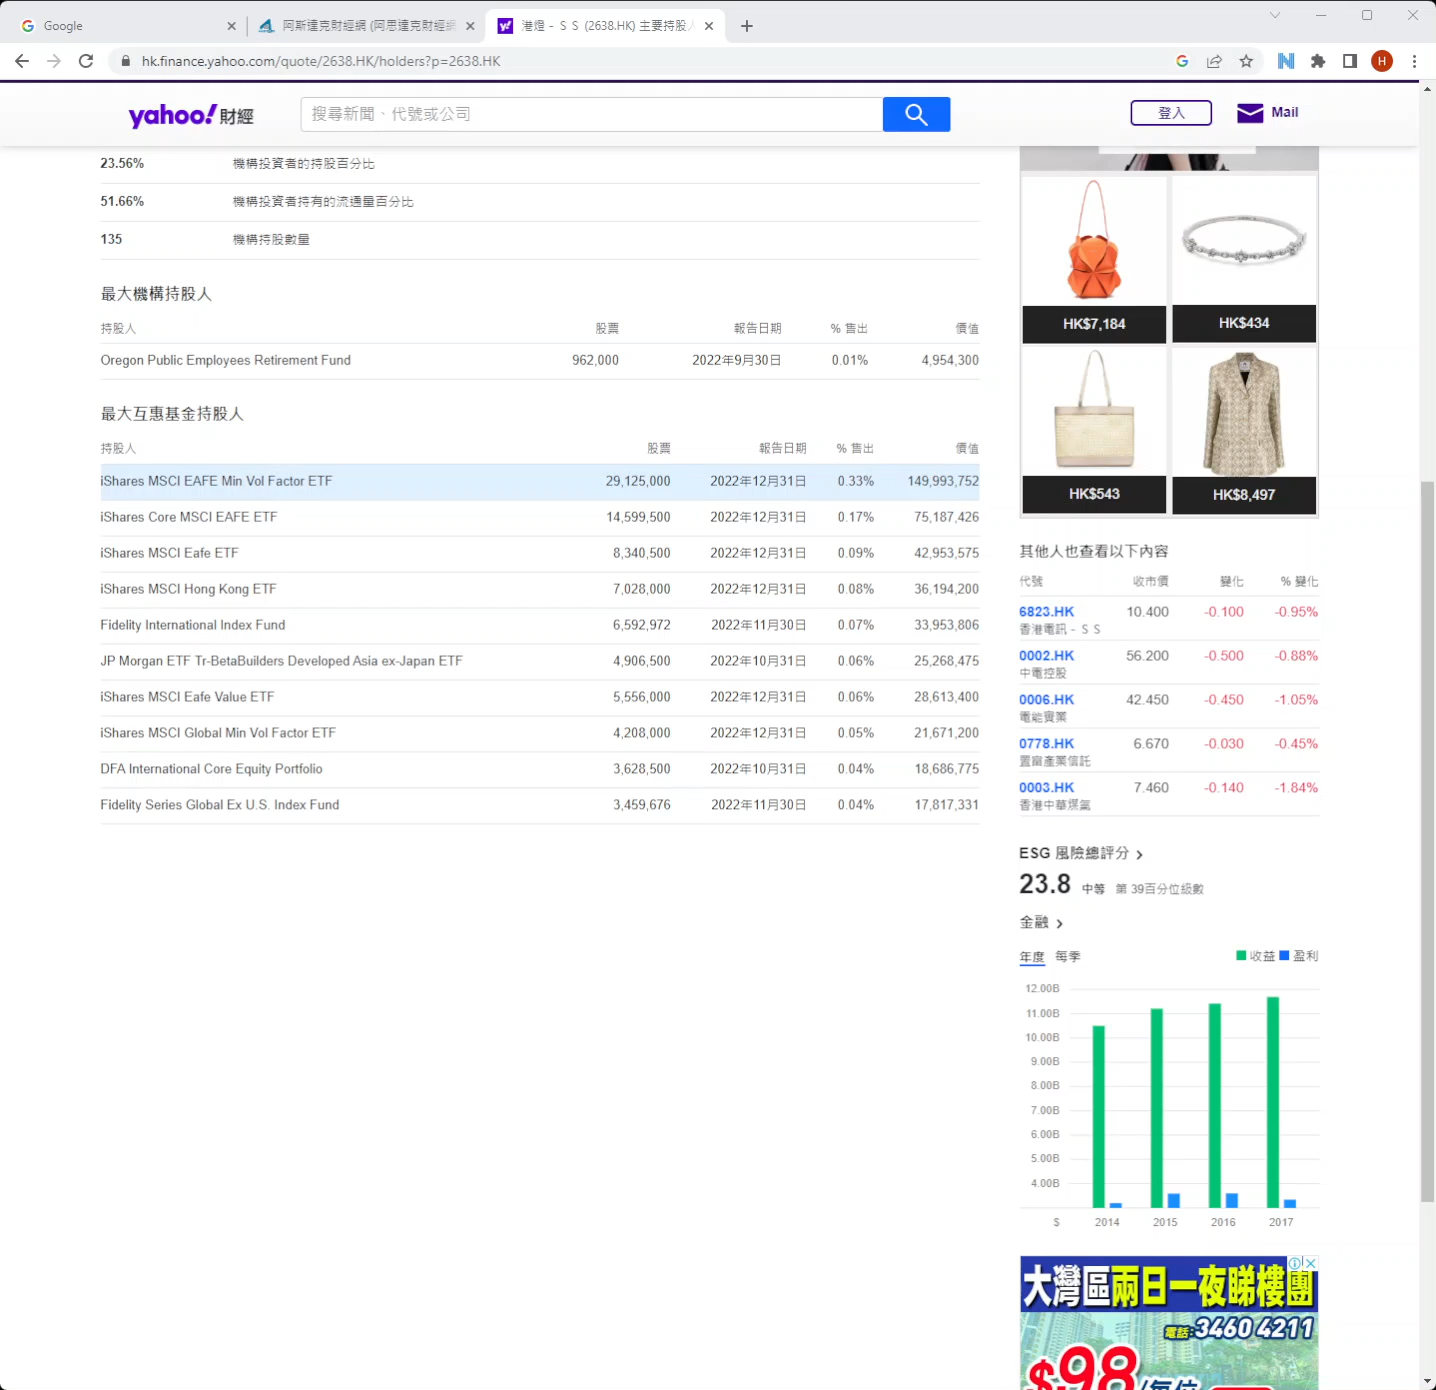 Google
阿斯達克財經網 (阿思達克財經網
港燈－ＳＳ (2638.HK) 主要持股人
hk.finance.yahoo.com/quote/2638.HK/holders?p=2638.HK
H
yahoo!財經
搜尋新聞、代號或公司
登入
Mail
23.56% 機構投資者的持股百分比
51.66% 機構投資者持有的流通量百分比
135 機構持股數量
最大機構持股人
持股人 股票 報告日期 % 售出 價值
Oregon Public Employees Retirement Fund 962,000 2022年9月30日 0.01% 4,954,300
最大互惠基金持股人
持股人 股票 報告日期 % 售出 價值
iShares MSCI EAFE Min Vol Factor ETF 29,125,000 2022年12月31日 0.33% 149,993,752
iShares Core MSCI EAFE ETF 14,599,500 2022年12月31日 0.17% 75,187,426
iShares MSCI Eafe ETF 8,340,500 2022年12月31日 0.09% 42,953,575
iShares MSCI Hong Kong ETF 7,028,000 2022年12月31日 0.08% 36,194,200
Fidelity International Index Fund 6,592,972 2022年11月30日 0.07% 33,953,806
JP Morgan ETF Tr-BetaBuilders Developed Asia ex-Japan ETF 4,906,500 2022年10月31日 0.06% 25,268,475
iShares MSCI Eafe Value ETF 5,556,000 2022年12月31日 0.06% 28,613,400
iShares MSCI Global Min Vol Factor ETF 4,208,000 2022年12月31日 0.05% 21,671,200
DFA International Core Equity Portfolio 3,628,500 2022年10月31日 0.04% 18,686,775
Fidelity Series Global Ex U.S. Index Fund 3,459,676 2022年11月30日 0.04% 17,817,331
HK$7,184
HK$434
HK$543
HK$8,497
其他人也查看以下內容
代號 收市價 變化 % 變化
6823.HK 10.400 -0.100 -0.95%
香港電訊－ＳＳ
0002.HK 56.200 -0.500 -0.88%
中電控股
0006.HK 42.450 -0.450 -1.05%
電能實業
0778.HK 6.670 -0.030 -0.45%
置富產業信託
0003.HK 7.460 -0.140 -1.84%
香港中華煤氣
ESG 風險總評分
23.8 中等 第 39百分位級數
金融
年度 每季 收益 盈利
12.00B
11.00B
10.00B
9.00B
8.00B
7.00B
6.00B
5.00B
4.00B
$ 2014 2015 2016 2017
大灣區兩日一夜睇樓團
電話:3460 4211
$98/每位